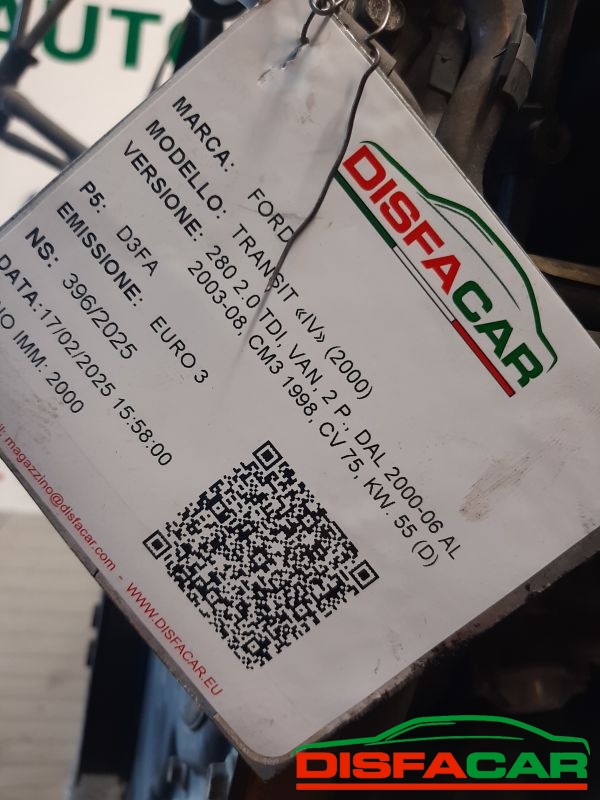 AUTO
DISFACAR
MARCA: FORD
MODELLO: TRANSIT «IV» (2000)
VERSIONE: 280 2.0 TDI, VAN, 2 P., DAL 2000-06 AL
2003-08, CM3 1998, CV 75, KW. 55 (D)
P5: D3FA
EMISSIONE: EURO 3
NS: 396/2025
DATA:17/02/2025 15:58:00
IMM: 2000
magazzino@disfacar.com - WWW.DISFACAR.EU
DISFACAR